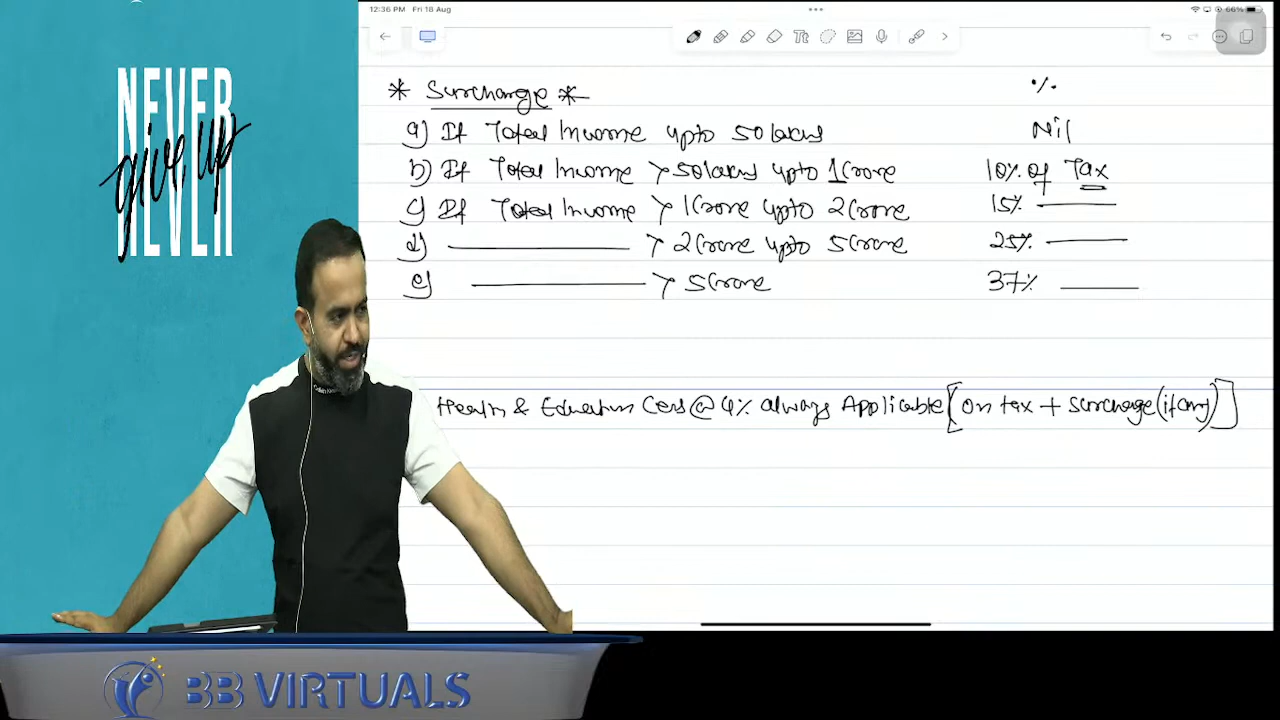 12:36 PM Fri 18 Aug
66%
NEVER
give up
NEVER
* Surcharge *
%
a) If Total Income upto 50 lacs Nil
b) If Total Income > 50 lacs upto 1 Crore 10% of Tax
c) If Total Income > 1 Crore upto 2 Crore 15%
d) > 2 Crore upto 5 Crore 25%
e) > 5 Crore 37%
Health & Education Cess @ 4% always Applicable [on tax + surcharge (if any)]
BB VIRTUALS